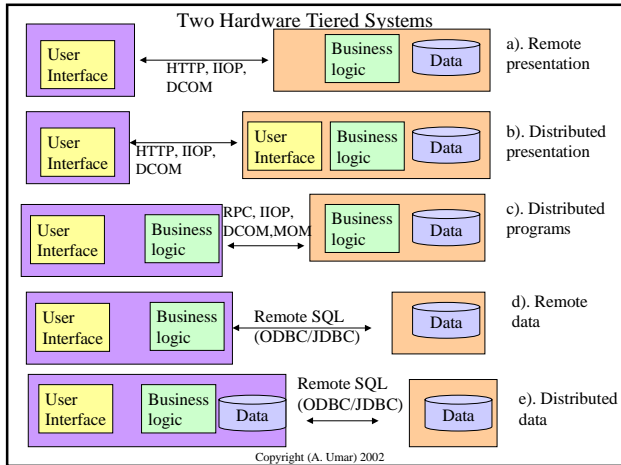 Two Hardware Tiered Systems
User
Interface
HTTP, IIOP,
DCOM
Business
logic
Data
a). Remote
presentation
User
Interface
HTTP, IIOP,
DCOM
User
Interface
Business
logic
Data
b). Distributed
presentation
User
Interface
Business
logic
RPC, IIOP,
DCOM,MOM
Business
logic
Data
c). Distributed
programs
User
Interface
Business
logic
Remote SQL
(ODBC/JDBC)
Data
d). Remote
data
User
Interface
Business
logic
Data
Remote SQL
(ODBC/JDBC)
Data
e). Distributed
data
Copyright (A. Umar) 2002